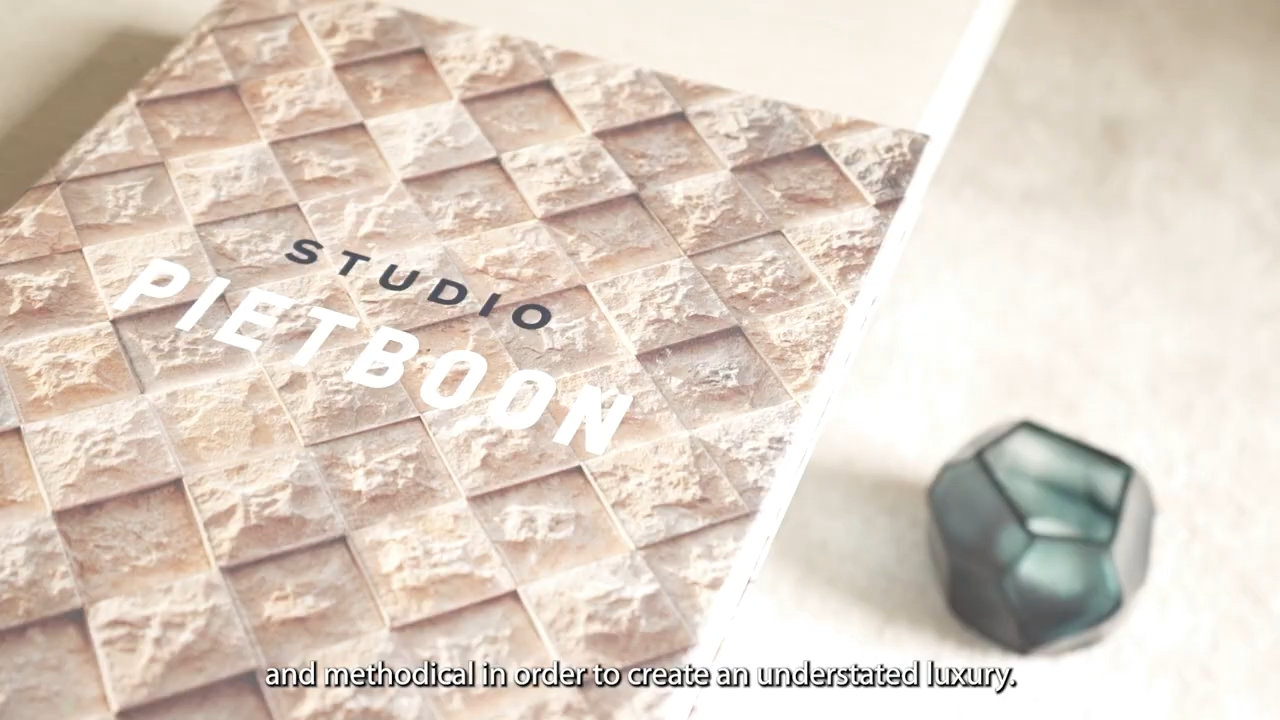 STUDIO
PIETBOON
and methodical in order to create an understated luxury.